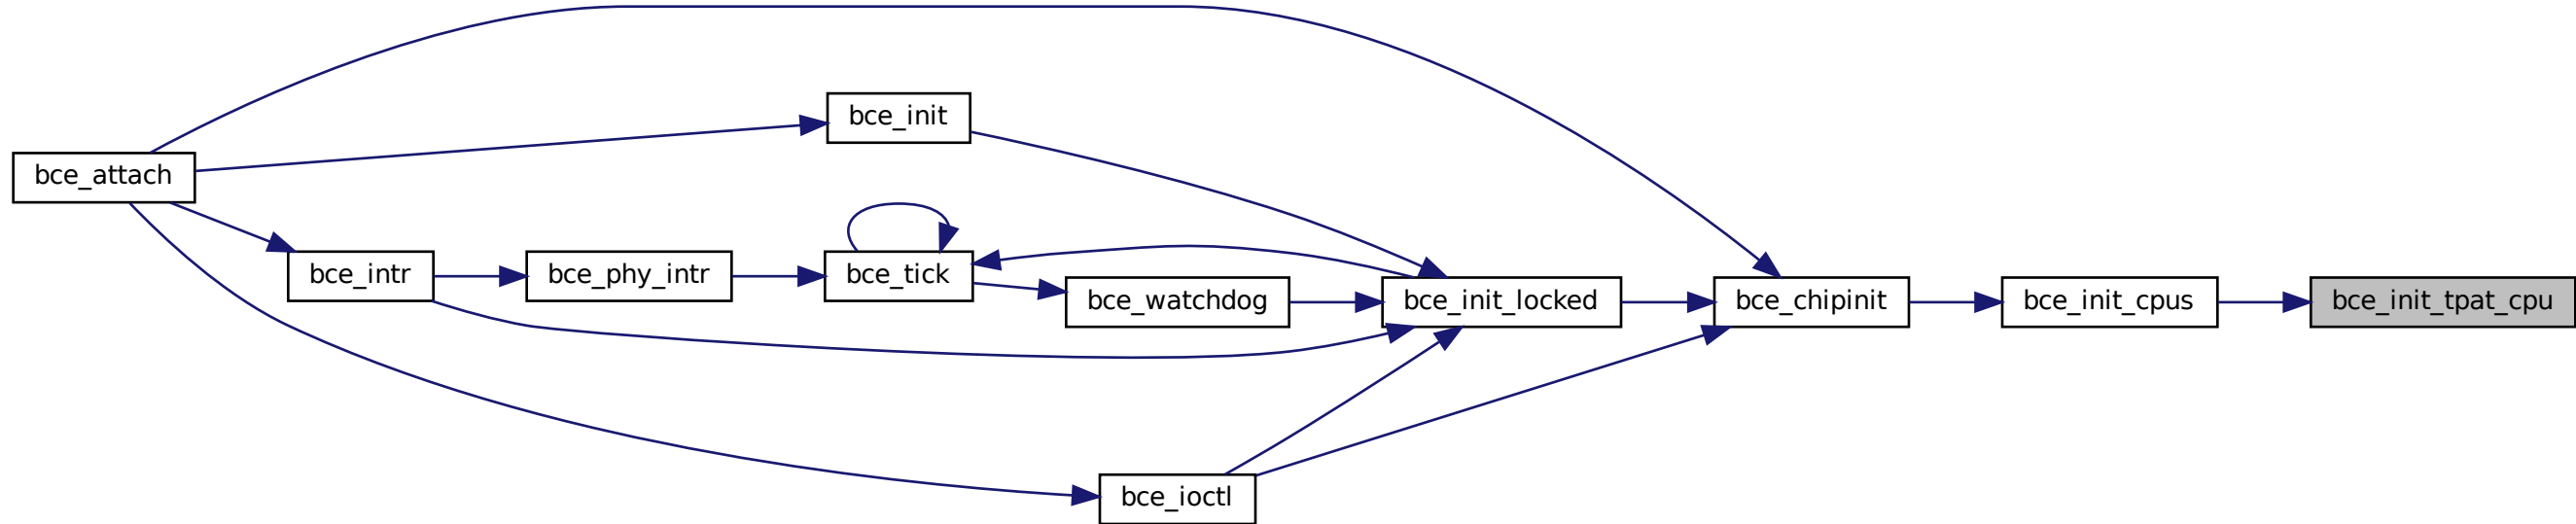 bce_attach
bce_init
bce_intr
bce_phy_intr
bce_tick
bce_watchdog
bce_init_locked
bce_chipinit
bce_init_cpus
bce_init_tpat_cpu
bce_ioctl